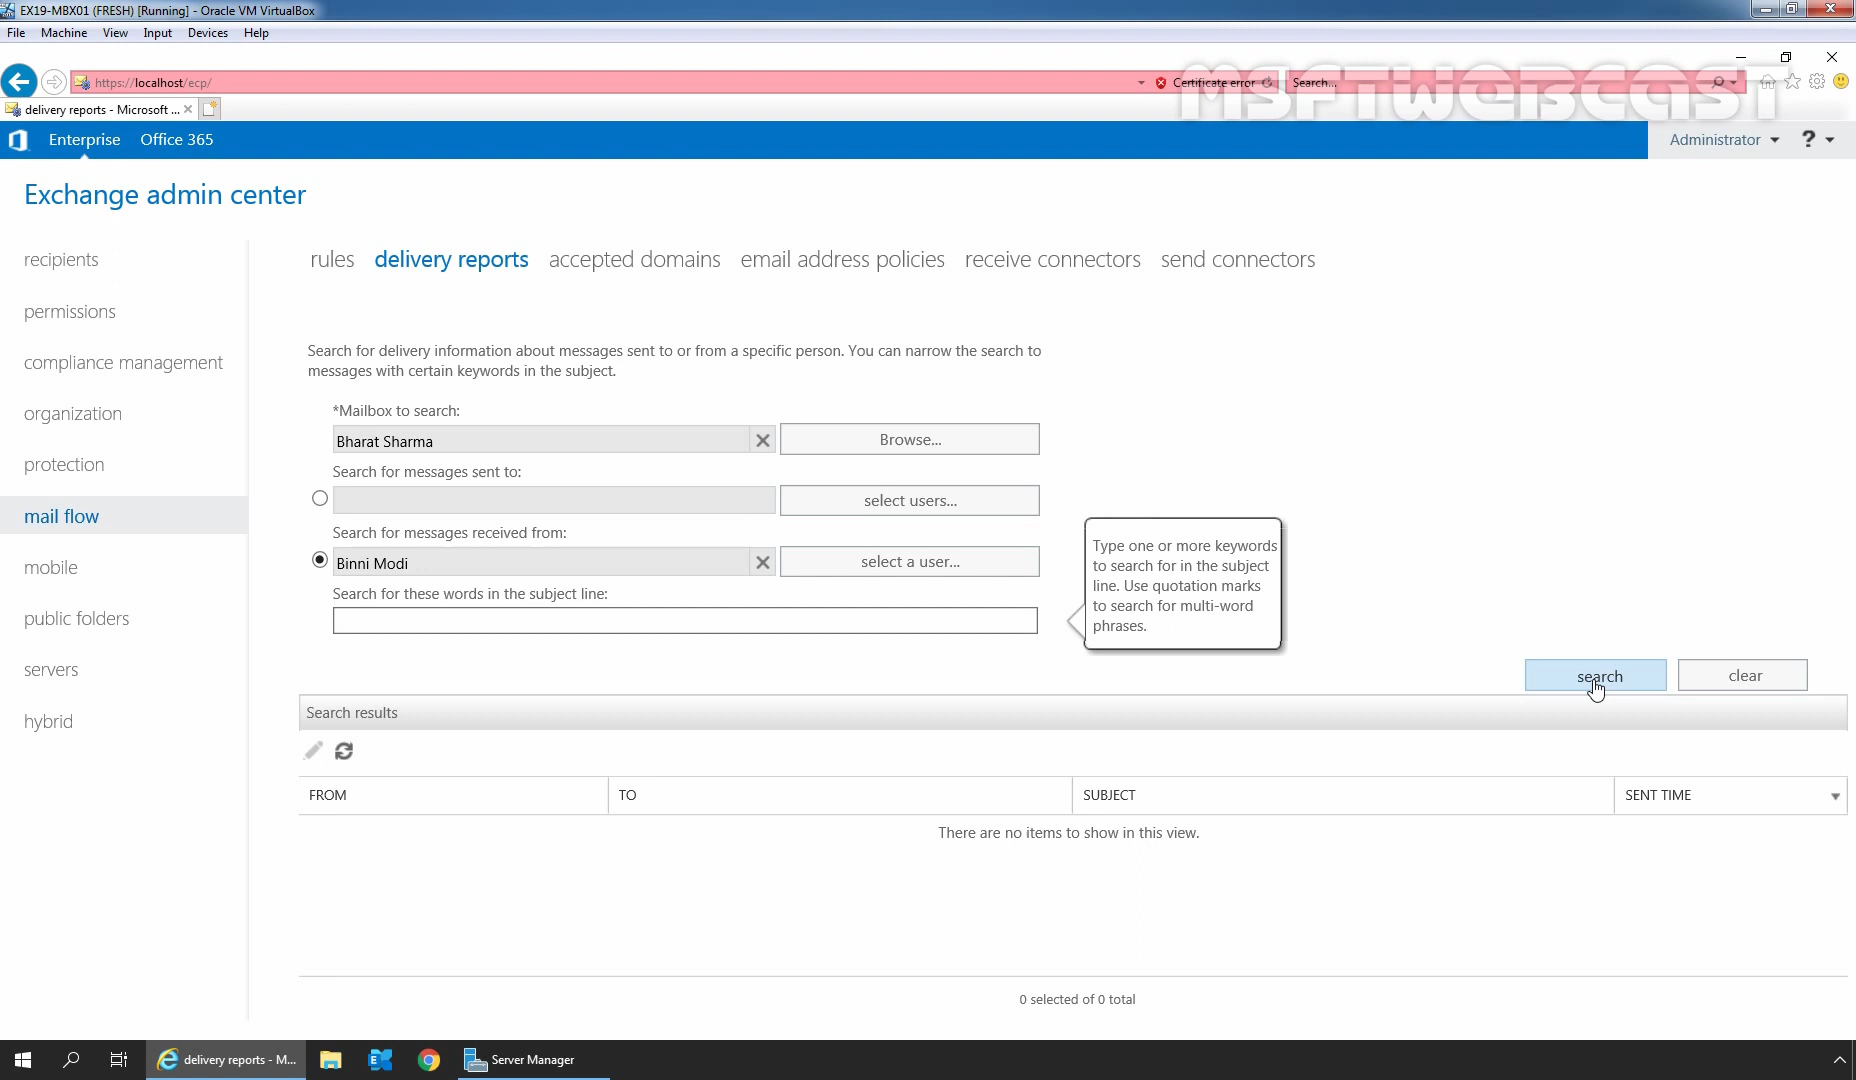 EX19-MBX01 (FRESH) [Running] - Oracle VM VirtualBox
File Machine View Input Devices Help
https://localhost/ecp/ Certificate error Search...
MSFTWEBCAST
delivery reports - Microsoft ...
Enterprise Office 365 Administrator ?
Exchange admin center
recipients
permissions
compliance management
organization
protection
mail flow
mobile
public folders
servers
hybrid
rules delivery reports accepted domains email address policies receive connectors send connectors
Search for delivery information about messages sent to or from a specific person. You can narrow the search to
messages with certain keywords in the subject.
*Mailbox to search:
Bharat Sharma Browse...
Search for messages sent to:
select users...
Search for messages received from:
Binni Modi select a user...
Search for these words in the subject line:
Type one or more keywords
to search for in the subject
line. Use quotation marks
to search for multi-word
phrases.
search clear
Search results
FROM TO SUBJECT SENT TIME
There are no items to show in this view.
0 selected of 0 total
delivery reports - M... Server Manager